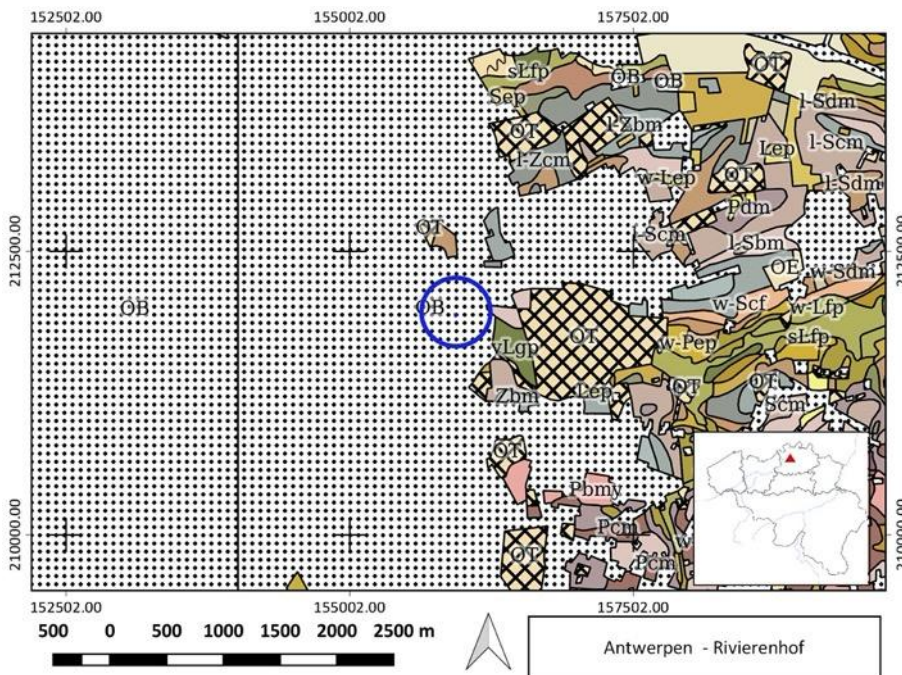 152502.00 155002.00 157502.00
sLfp OB OB OT
Sep l-Sdm
OT l-Zbm l-Scm
Lep
l-Zcm w-Lep OT l-Sdm
Pdm
OT l-Scm l-Sbm
212500.00 212500.00
OE w-Sdm
OB OB w-Scf w-Lfp
OT w-Pep sLfp
vLgp
Zbm Lep OT OT
Scm
OT
Pbmy
Pcm w
OT Pcm
210000.00 210000.00
152502.00 155002.00 157502.00
500 0 500 1000 1500 2000 2500 m
Antwerpen - Rivierenhof